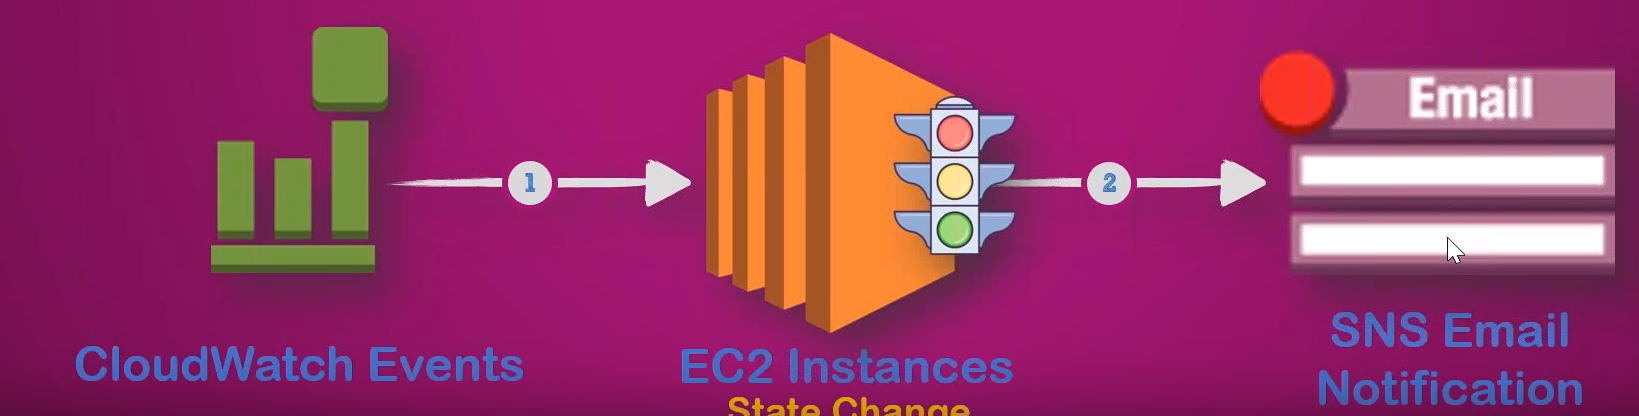 Email
1
2
CloudWatch Events
EC2 Instances
State Change
SNS Email
Notification